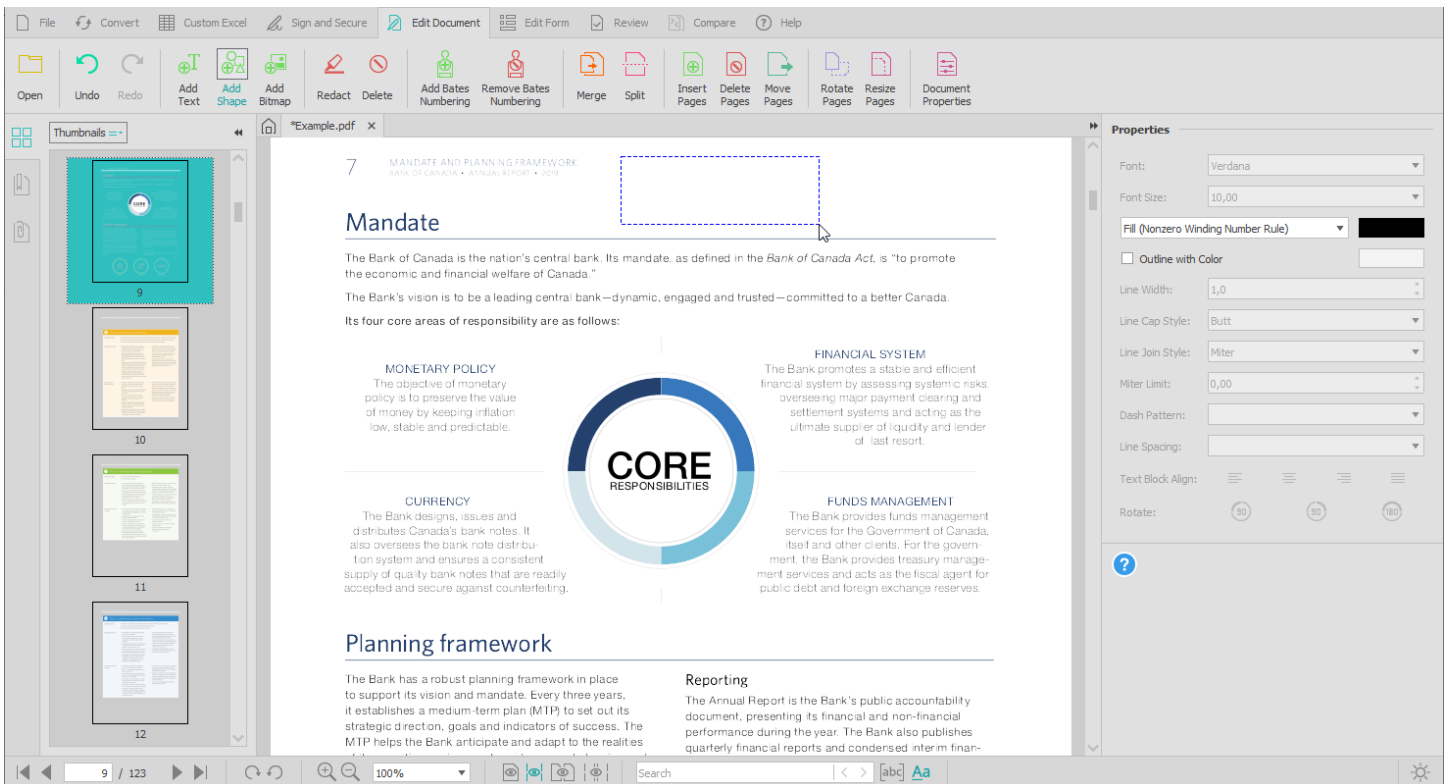 File Convert Custom Excel Sign and Secure Edit Document Edit Form Review Compare Help
Open Undo Redo Add Text Add Shape Add Bitmap Redact Delete Add Bates Numbering Remove Bates Numbering Merge Split Insert Pages Delete Pages Move Pages Rotate Pages Resize Pages Document Properties
Thumbnails
*Example.pdf
9
10
11
12
7
MANDATE AND PLANNING FRAMEWORK
BANK OF CANADA • ANNUAL REPORT • 2019
Mandate
The Bank of Canada is the nation's central bank. Its mandate, as defined in the Bank of Canada Act, is “to promote
the economic and financial welfare of Canada.”
The Bank's vision is to be a leading central bank—dynamic, engaged and trusted—committed to a better Canada.
Its four core areas of responsibility are as follows:
MONETARY POLICY
The objective of monetary
policy is to preserve the value
of money by keeping inflation
low, stable and predictable.
FINANCIAL SYSTEM
The Bank promotes a stable and efficient
financial system by assessing systemic risks,
overseeing major payment clearing and
settlement systems and acting as the
ultimate supplier of liquidity and lender
of last resort.
CORE
RESPONSIBILITIES
CURRENCY
The Bank designs, issues and
distributes Canada's bank notes. It
also oversees the bank note distribu-
tion system and ensures a consistent
supply of quality bank notes that are readily
accepted and secure against counterfeiting.
FUNDS MANAGEMENT
The Bank provides funds management
services for the Government of Canada,
itself and other clients. For the govern-
ment, the Bank provides treasury manage-
ment services and acts as the fiscal agent for
public debt and foreign exchange reserves.
Planning framework
The Bank has a robust planning framework in place
to support its vision and mandate. Every three years,
it establishes a medium-term plan (MTP) to set out its
strategic direction, goals and indicators of success. The
MTP helps the Bank anticipate and adapt to the realities
Reporting
The Annual Report is the Bank's public accountability
document, presenting its financial and non-financial
performance during the year. The Bank also publishes
quarterly financial reports and condensed interim finan-
Properties
Font: Verdana
Font Size: 10,00
Fill (Nonzero Winding Number Rule)
Outline with Color
Line Width: 1,0
Line Cap Style: Butt
Line Join Style: Miter
Miter Limit: 0,00
Dash Pattern:
Line Spacing:
Text Block Align:
Rotate: 90 90 180
?
9 / 123 100% Search [abc] Aa